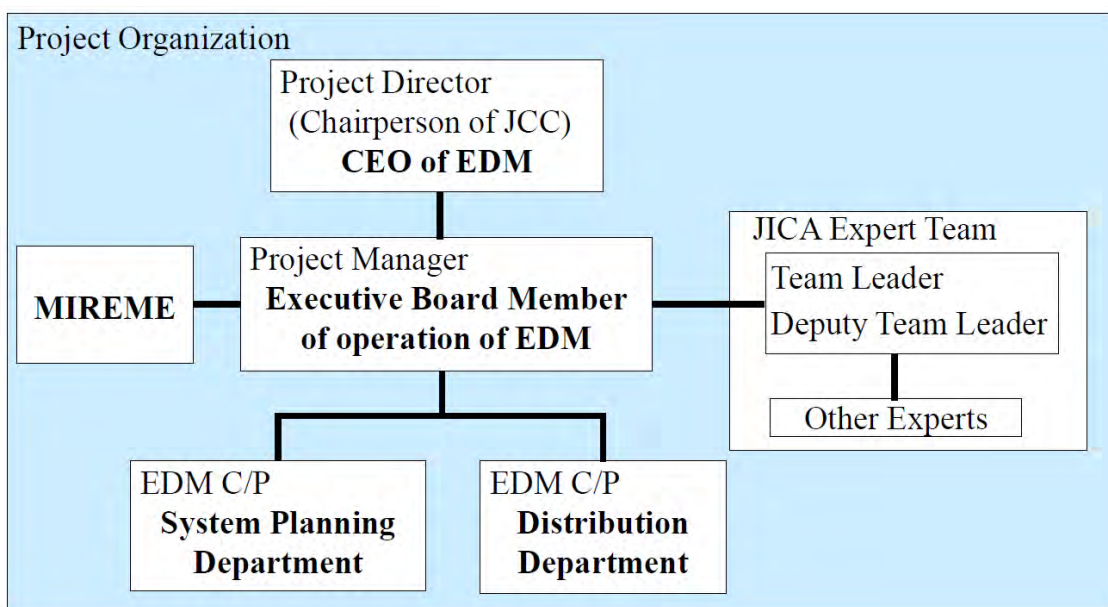 Project Organization
Project Director
(Chairperson of JCC)
CEO of EDM
MIREME
Project Manager
Executive Board Member
of operation of EDM
JICA Expert Team
Team Leader
Deputy Team Leader
Other Experts
EDM C/P
System Planning
Department
EDM C/P
Distribution
Department